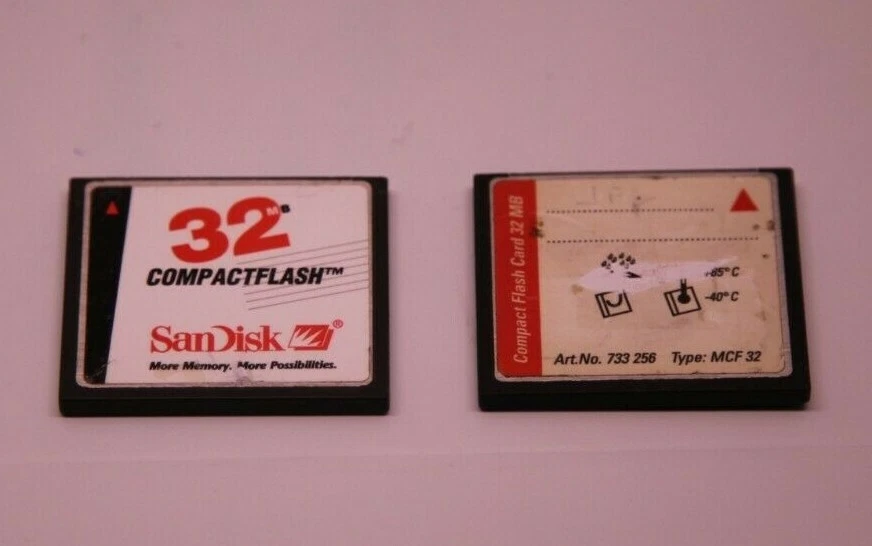 32MB
COMPACTFLASH™
SanDisk ®
More Memory. More Possibilities.
Compact Flash Card 32 MB
+85° C
-40° C
Art.No. 733 256 Type: MCF 32